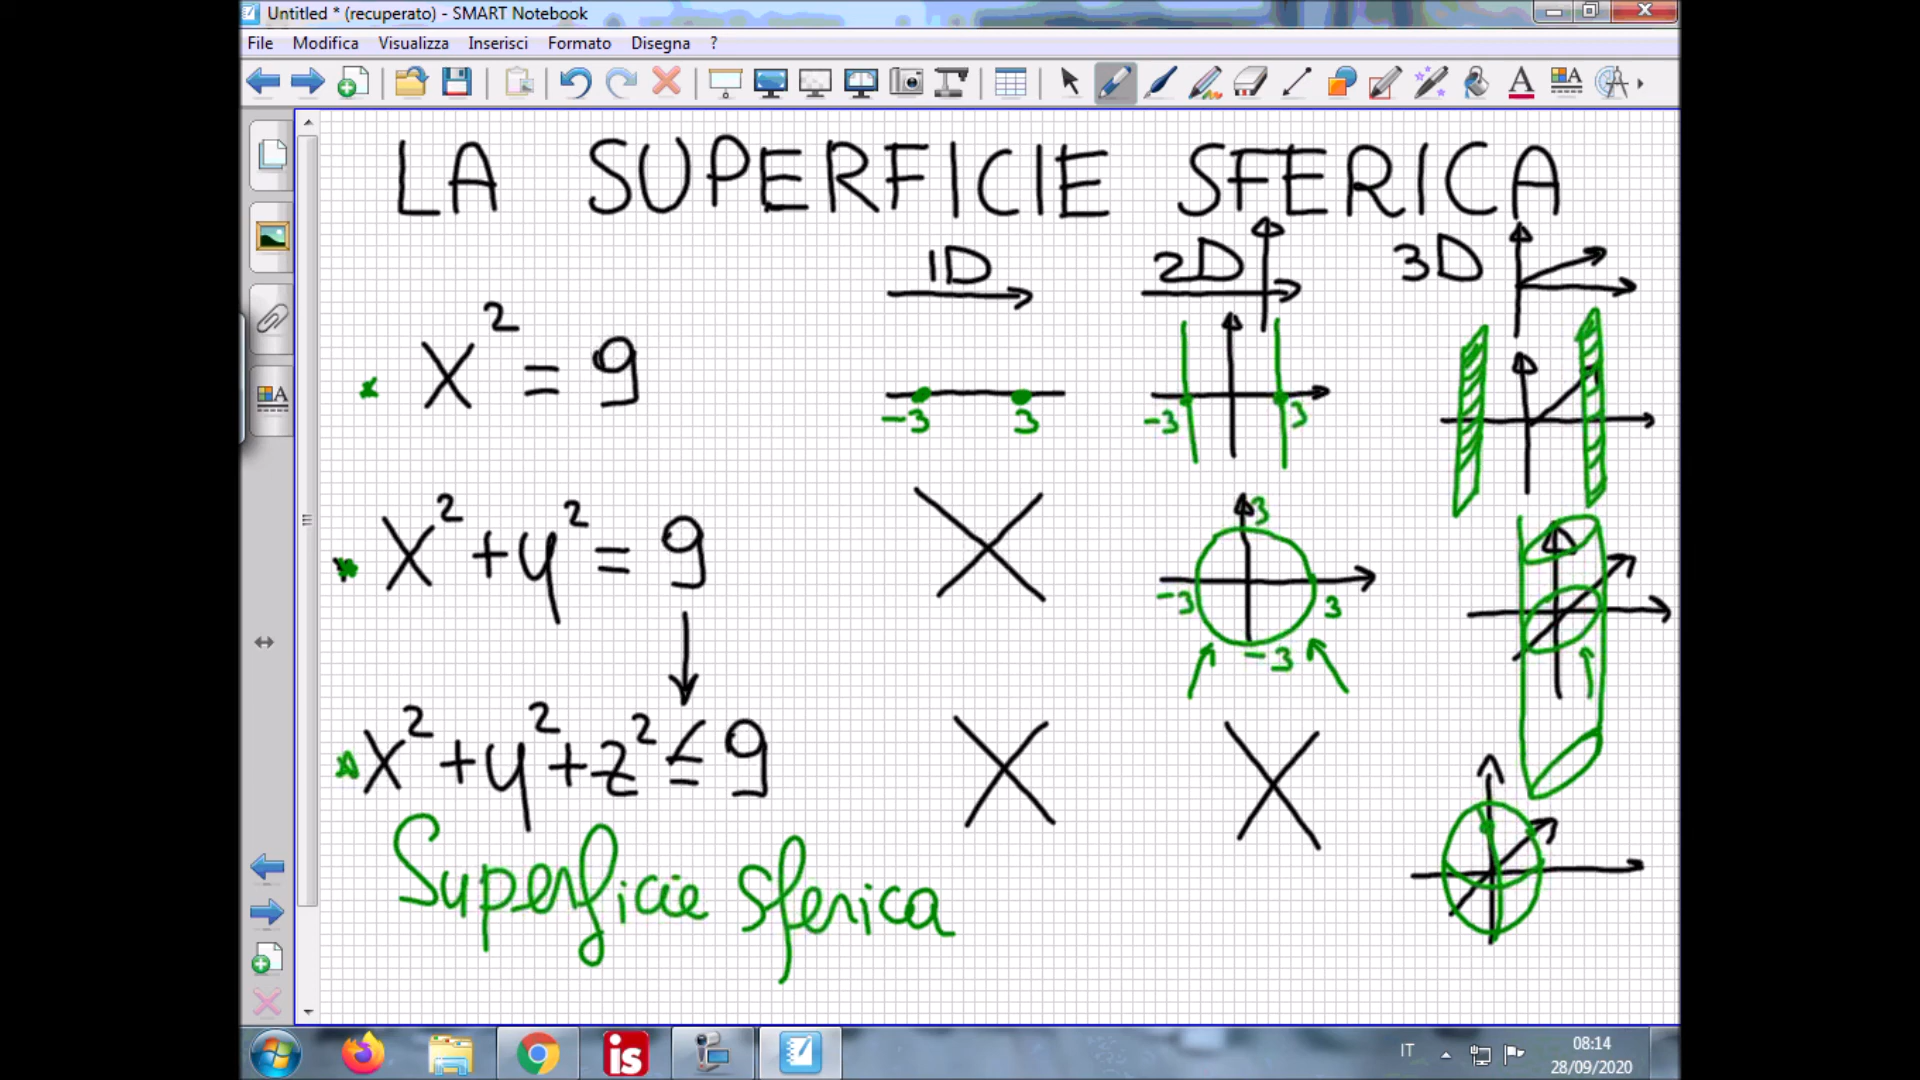 Untitled * (recuperato) - SMART Notebook
File Modifica Visualizza Inserisci Formato Disegna ?
LA SUPERFICIE SFERICA
1D 2D 3D
x² = 9
-3 3
-3 3
x² + y² = 9
3
-3 3
-3
x² + y² + z² ≤ 9
Superficie sferica
is
IT
08:14
28/09/2020